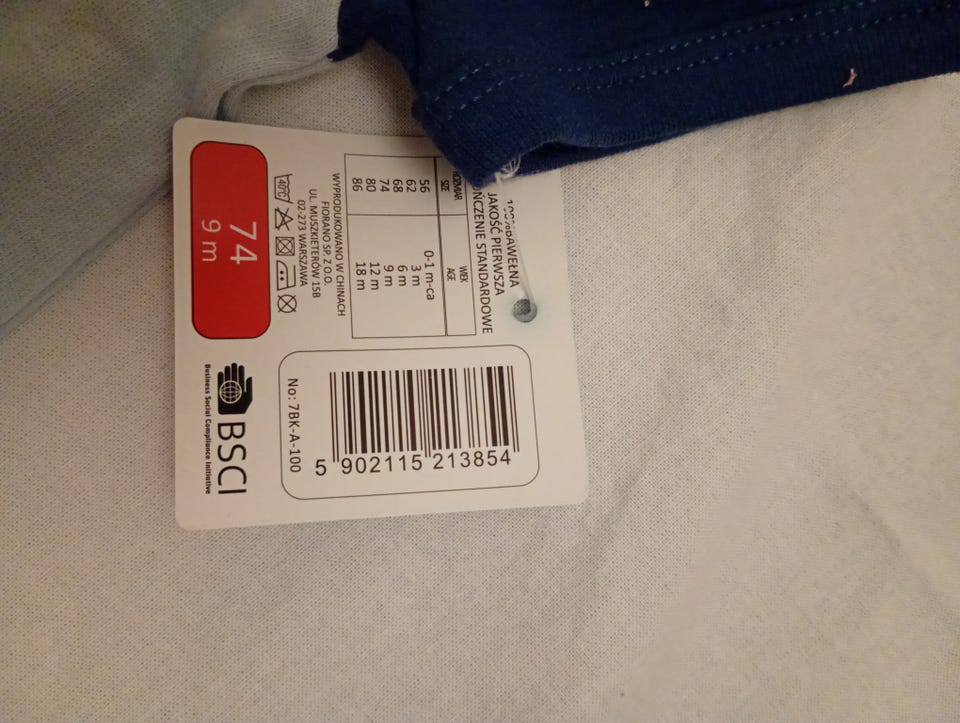 100% BAWEŁNA
JAKOŚĆ PIERWSZA
OŃCZENIE STANDARDOWE
ROZMIAR WIEK
SIZE AGE
56 0-1 m-ca
62 3 m
68 6 m
74 9 m
80 12 m
86 18 m
WYPRODUKOWANO W CHINACH
FIORANO SP. Z O.O.
UL. MUSZKIETERÓW 15B
02-273 WARSZAWA
40°C
74
9 m
No: 7BK-A-100
5 902115 213854
BSCI
Business Social Compliance Initiative